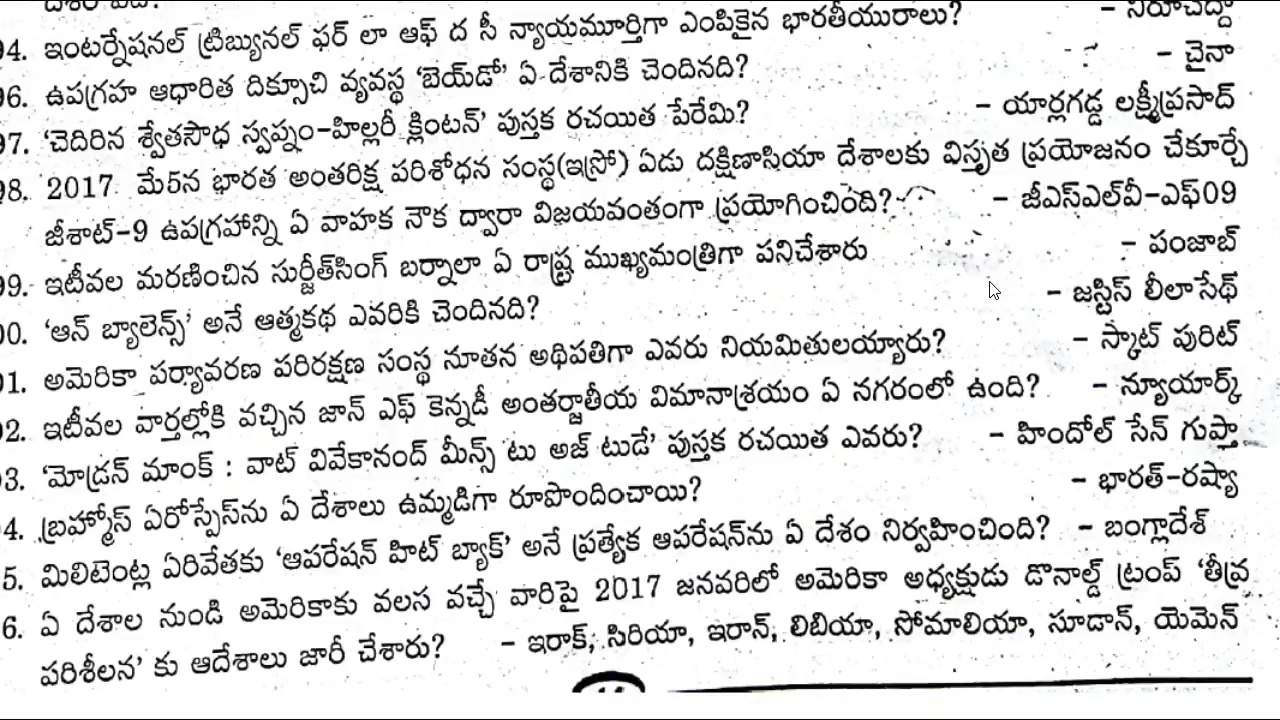 94. ఇంటర్నేషనల్ ట్రిబ్యునల్ ఫర్ లా ఆఫ్ ద సీ న్యాయమూర్తిగా ఎంపికైన భారతీయురాలు? - నీరూచద్దా
96. ఉపగ్రహ ఆధారిత దిక్సూచి వ్యవస్థ ‘బెయ్‌డో’ ఏ దేశానికి చెందినది? - చైనా
97. ‘చెదిరిన శ్వేతసౌధ స్వప్నం-హిల్లరీ క్లింటన్’ పుస్తక రచయిత పేరేమి? - యార్లగడ్డ లక్ష్మీప్రసాద్
98. 2017 మే5న భారత అంతరిక్ష పరిశోధన సంస్థ(ఇస్రో) ఏడు దక్షిణాసియా దేశాలకు విస్తృత ప్రయోజనం చేకూర్చే
జీశాట్-9 ఉపగ్రహాన్ని ఏ వాహక నౌక ద్వారా విజయవంతంగా ప్రయోగించింది? - జీఎస్ఎల్‌వీ-ఎఫ్09
99. ఇటీవల మరణించిన సుర్జీత్‌సింగ్ బర్నాలా ఏ రాష్ట్ర ముఖ్యమంత్రిగా పనిచేశారు - పంజాబ్
00. ‘ఆన్ బ్యాలెన్స్’ అనే ఆత్మకథ ఎవరికి చెందినది? - జస్టిస్ లీలాసేథ్
01. అమెరికా పర్యావరణ పరిరక్షణ సంస్థ నూతన అధిపతిగా ఎవరు నియమితులయ్యారు? - స్కాట్ పురిట్
02. ఇటీవల వార్తల్లోకి వచ్చిన జాన్ ఎఫ్ కెన్నడీ అంతర్జాతీయ విమానాశ్రయం ఏ నగరంలో ఉంది? - న్యూయార్క్
03. ‘మోడ్రన్ మాంక్ : వాట్ వివేకానంద్ మీన్స్ టు అజ్ టుడే’ పుస్తక రచయిత ఎవరు? - హిందోల్ సేన్ గుప్తా
4. బ్రహ్మోస్ ఏరోస్పేస్‌ను ఏ దేశాలు ఉమ్మడిగా రూపొందించాయి? - భారత్-రష్యా
5. మిలిటెంట్ల ఏరివేతకు ‘ఆపరేషన్ హిట్ బ్యాక్’ అనే ప్రత్యేక ఆపరేషన్‌ను ఏ దేశం నిర్వహించింది? - బంగ్లాదేశ్
6. ఏ దేశాల నుండి అమెరికాకు వలస వచ్చే వారిపై 2017 జనవరిలో అమెరికా అధ్యక్షుడు డొనాల్డ్ ట్రంప్ ‘తీవ్ర
పరిశీలన’ కు ఆదేశాలు జారీ చేశారు? - ఇరాక్, సిరియా, ఇరాన్, లిబియా, సోమాలియా, సూడాన్, యెమెన్